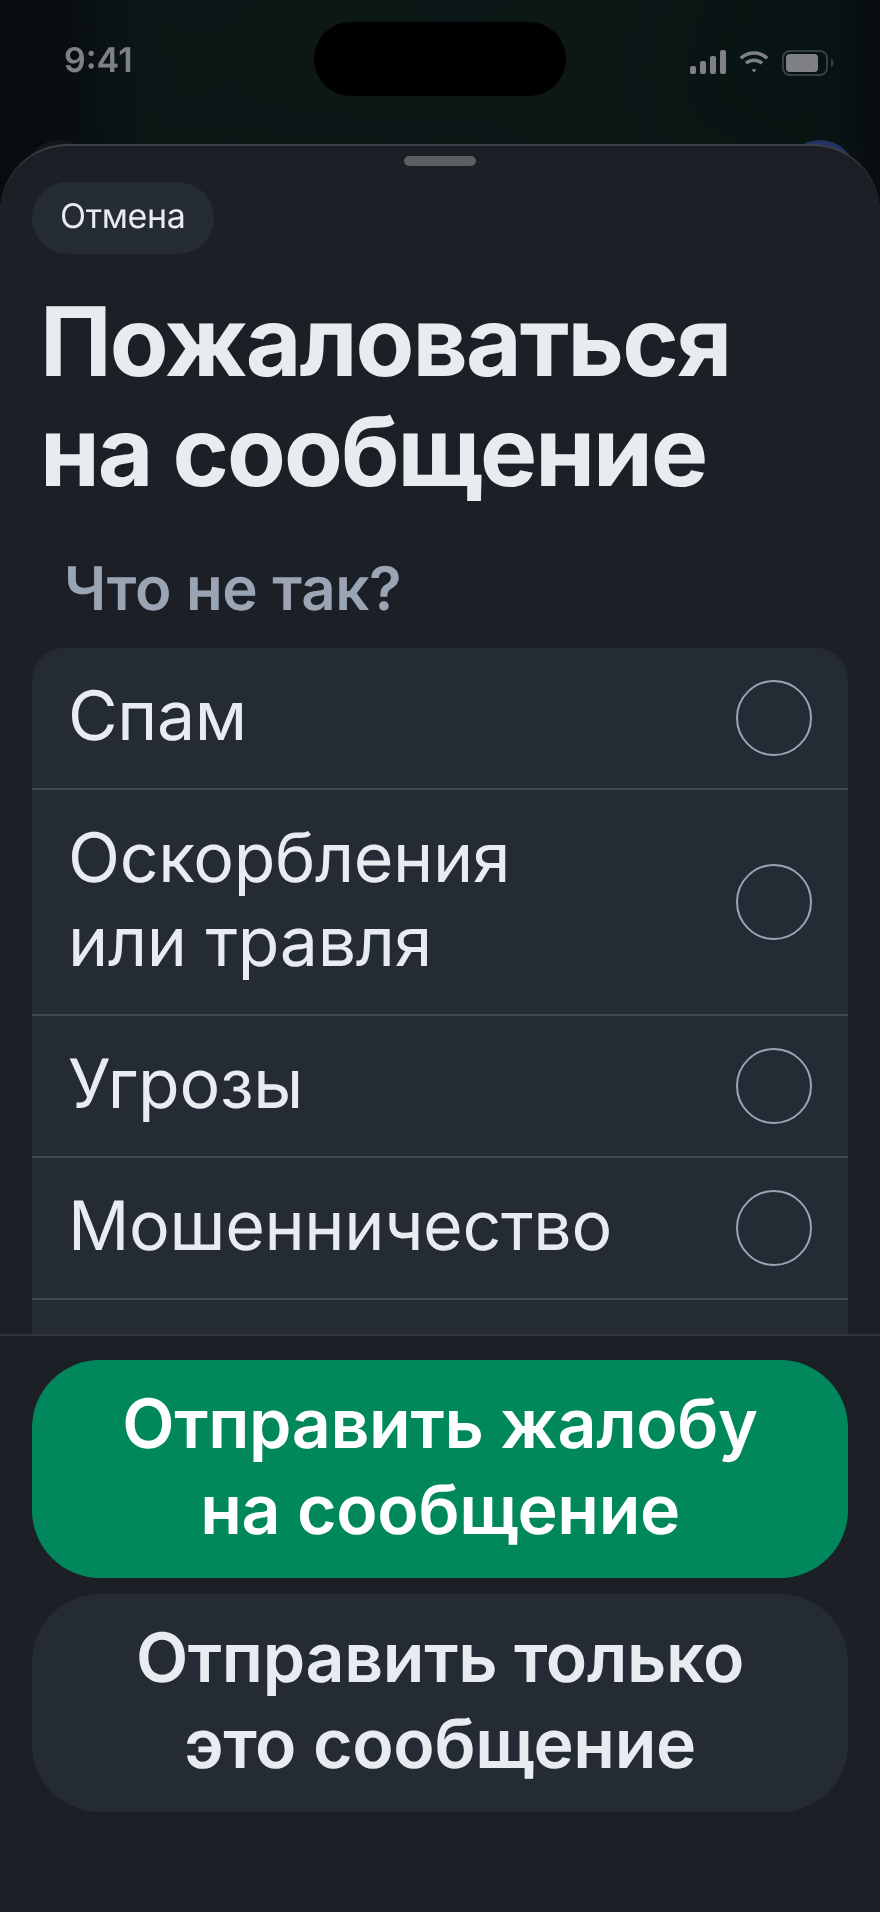 9:41
Отмена
Пожаловаться
на сообщение
Что не так?
Спам
Оскорбления
или травля
Угрозы
Мошенничество
Отправить жалобу
на сообщение
Отправить только
это сообщение